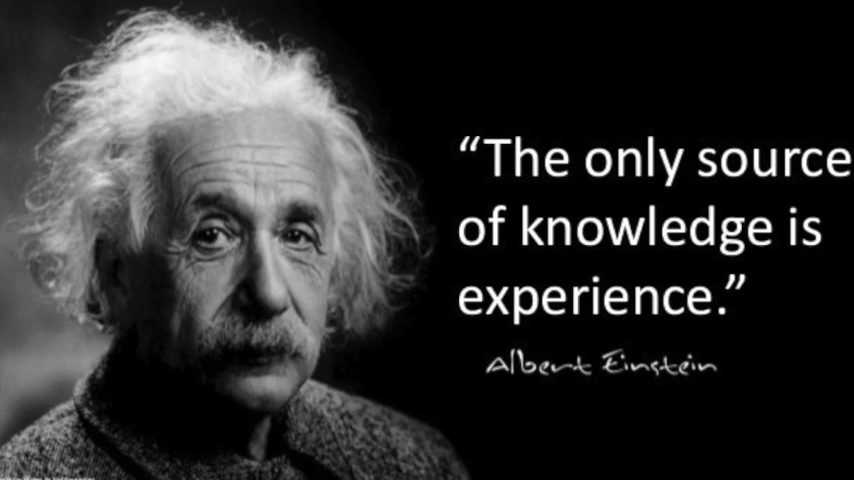 “The only source
of knowledge is
experience.”
Albert Einstein